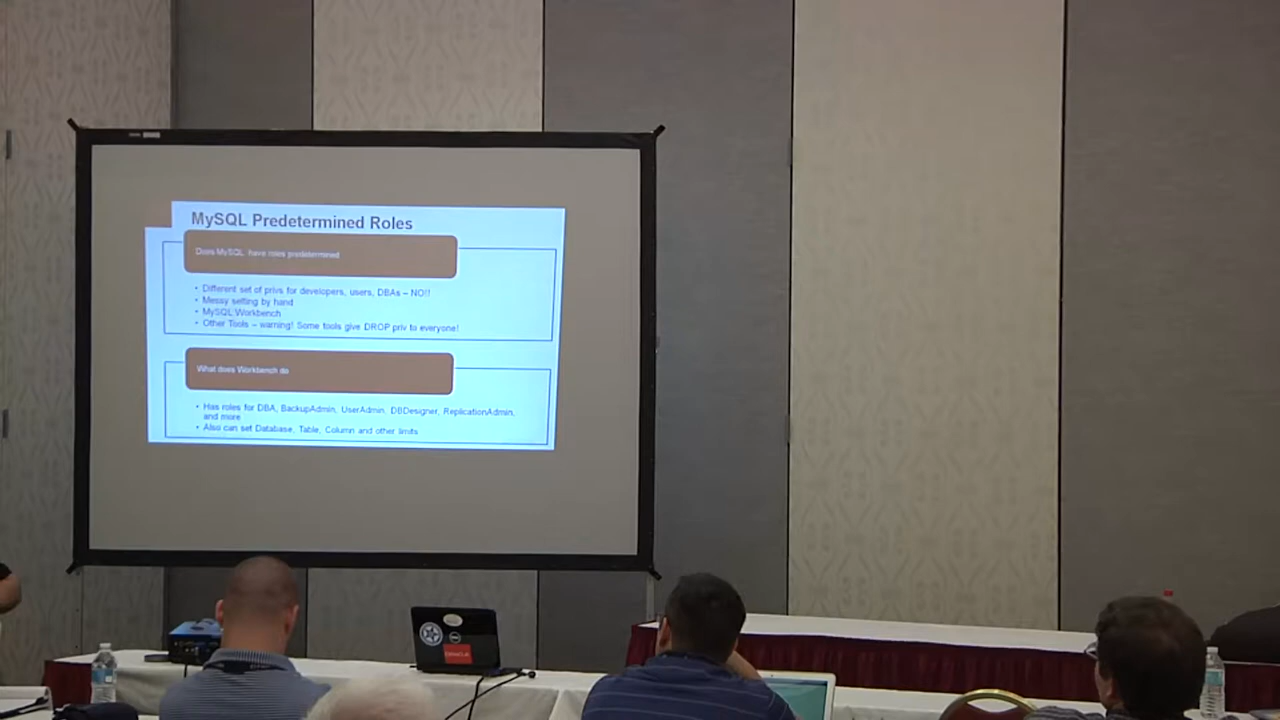 MySQL Predetermined Roles
Does MySQL have roles predetermined
• Different set of privs for developers, users, DBAs – NO!!
• Messy setting by hand
• MySQL Workbench
• Other Tools – warning! Some tools give DROP priv to everyone!
What does Workbench do
• Has roles for DBA, BackupAdmin, UserAdmin, DBDesigner, ReplicationAdmin,
and more
• Also can set Database, Table, Column and other limits
ORACLE